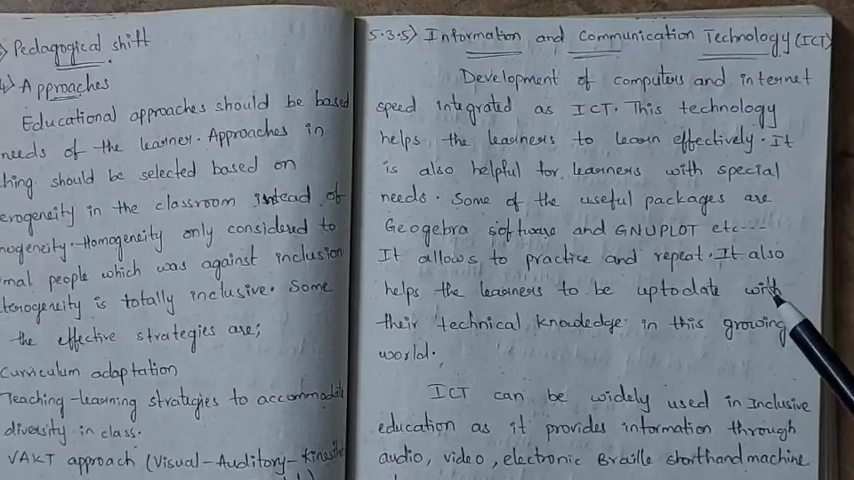 Pedagogical shift
Approaches
Educational approaches should be based
needs of the learner. Approaches in
hing should be selected based on
erogeneity in the classroom instead of
mogeneity. Homogeneity only considered to
mal people which was against inclusion
terogeneity is totally inclusive. Some
the effective strategies are;
Curriculum adaptation
Teaching-learning strategies to accommodate
diversity in class.
VAKT approach (Visual-Auditory-Kinesthe
5.3.5) Information and Communication Technology (ICT)
Development of computers and internet
speed integrated as ICT. This technology
helps the learners to learn effectively. It
is also helpful for learners with special
needs. Some of the useful packages are
Geogebra software and GNUPLOT etc----
It allows to practice and repeat. It also
helps the learners to be uptodate with
their technical knowledge in this growing
world.
ICT can be widely used in Inclusive
education as it provides information through
audio, video, electronic Braille shorthand machine